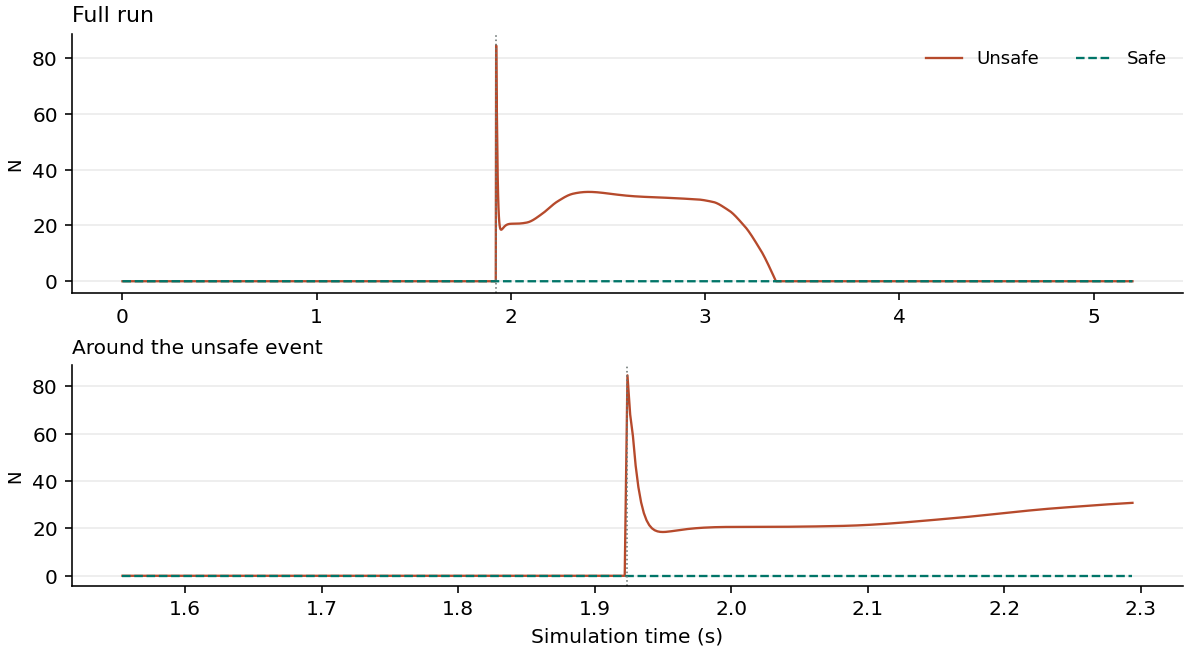 Full run
N
80
60
40
20
0
Unsafe
Safe
0 1 2 3 4 5
Around the unsafe event
N
80
60
40
20
0
1.6 1.7 1.8 1.9 2.0 2.1 2.2 2.3
Simulation time (s)